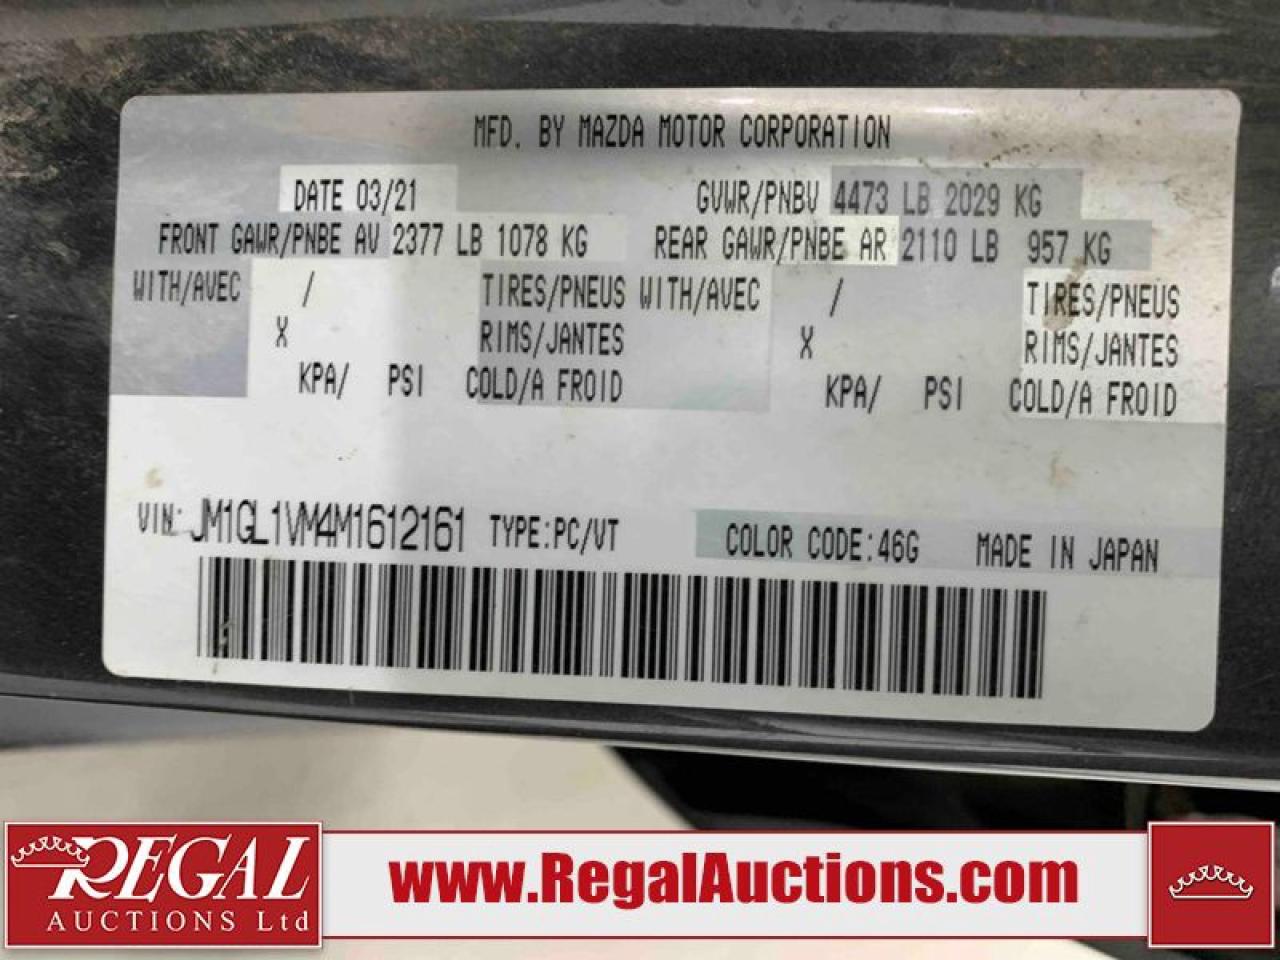 MFD. BY MAZDA MOTOR CORPORATION
DATE 03/21 GVWR/PNBV 4473 LB 2029 KG
FRONT GAWR/PNBE AV 2377 LB 1078 KG REAR GAWR/PNBE AR 2110 LB 957 KG
WITH/AVEC / TIRES/PNEUS WITH/AVEC / TIRES/PNEUS
X RIMS/JANTES X RIMS/JANTES
KPA/ PSI COLD/A FROID KPA/ PSI COLD/A FROID
VIN: JM1GL1VM4M1612161 TYPE:PC/VT COLOR CODE:46G MADE IN JAPAN
REGAL
AUCTIONS Ltd
www.RegalAuctions.com